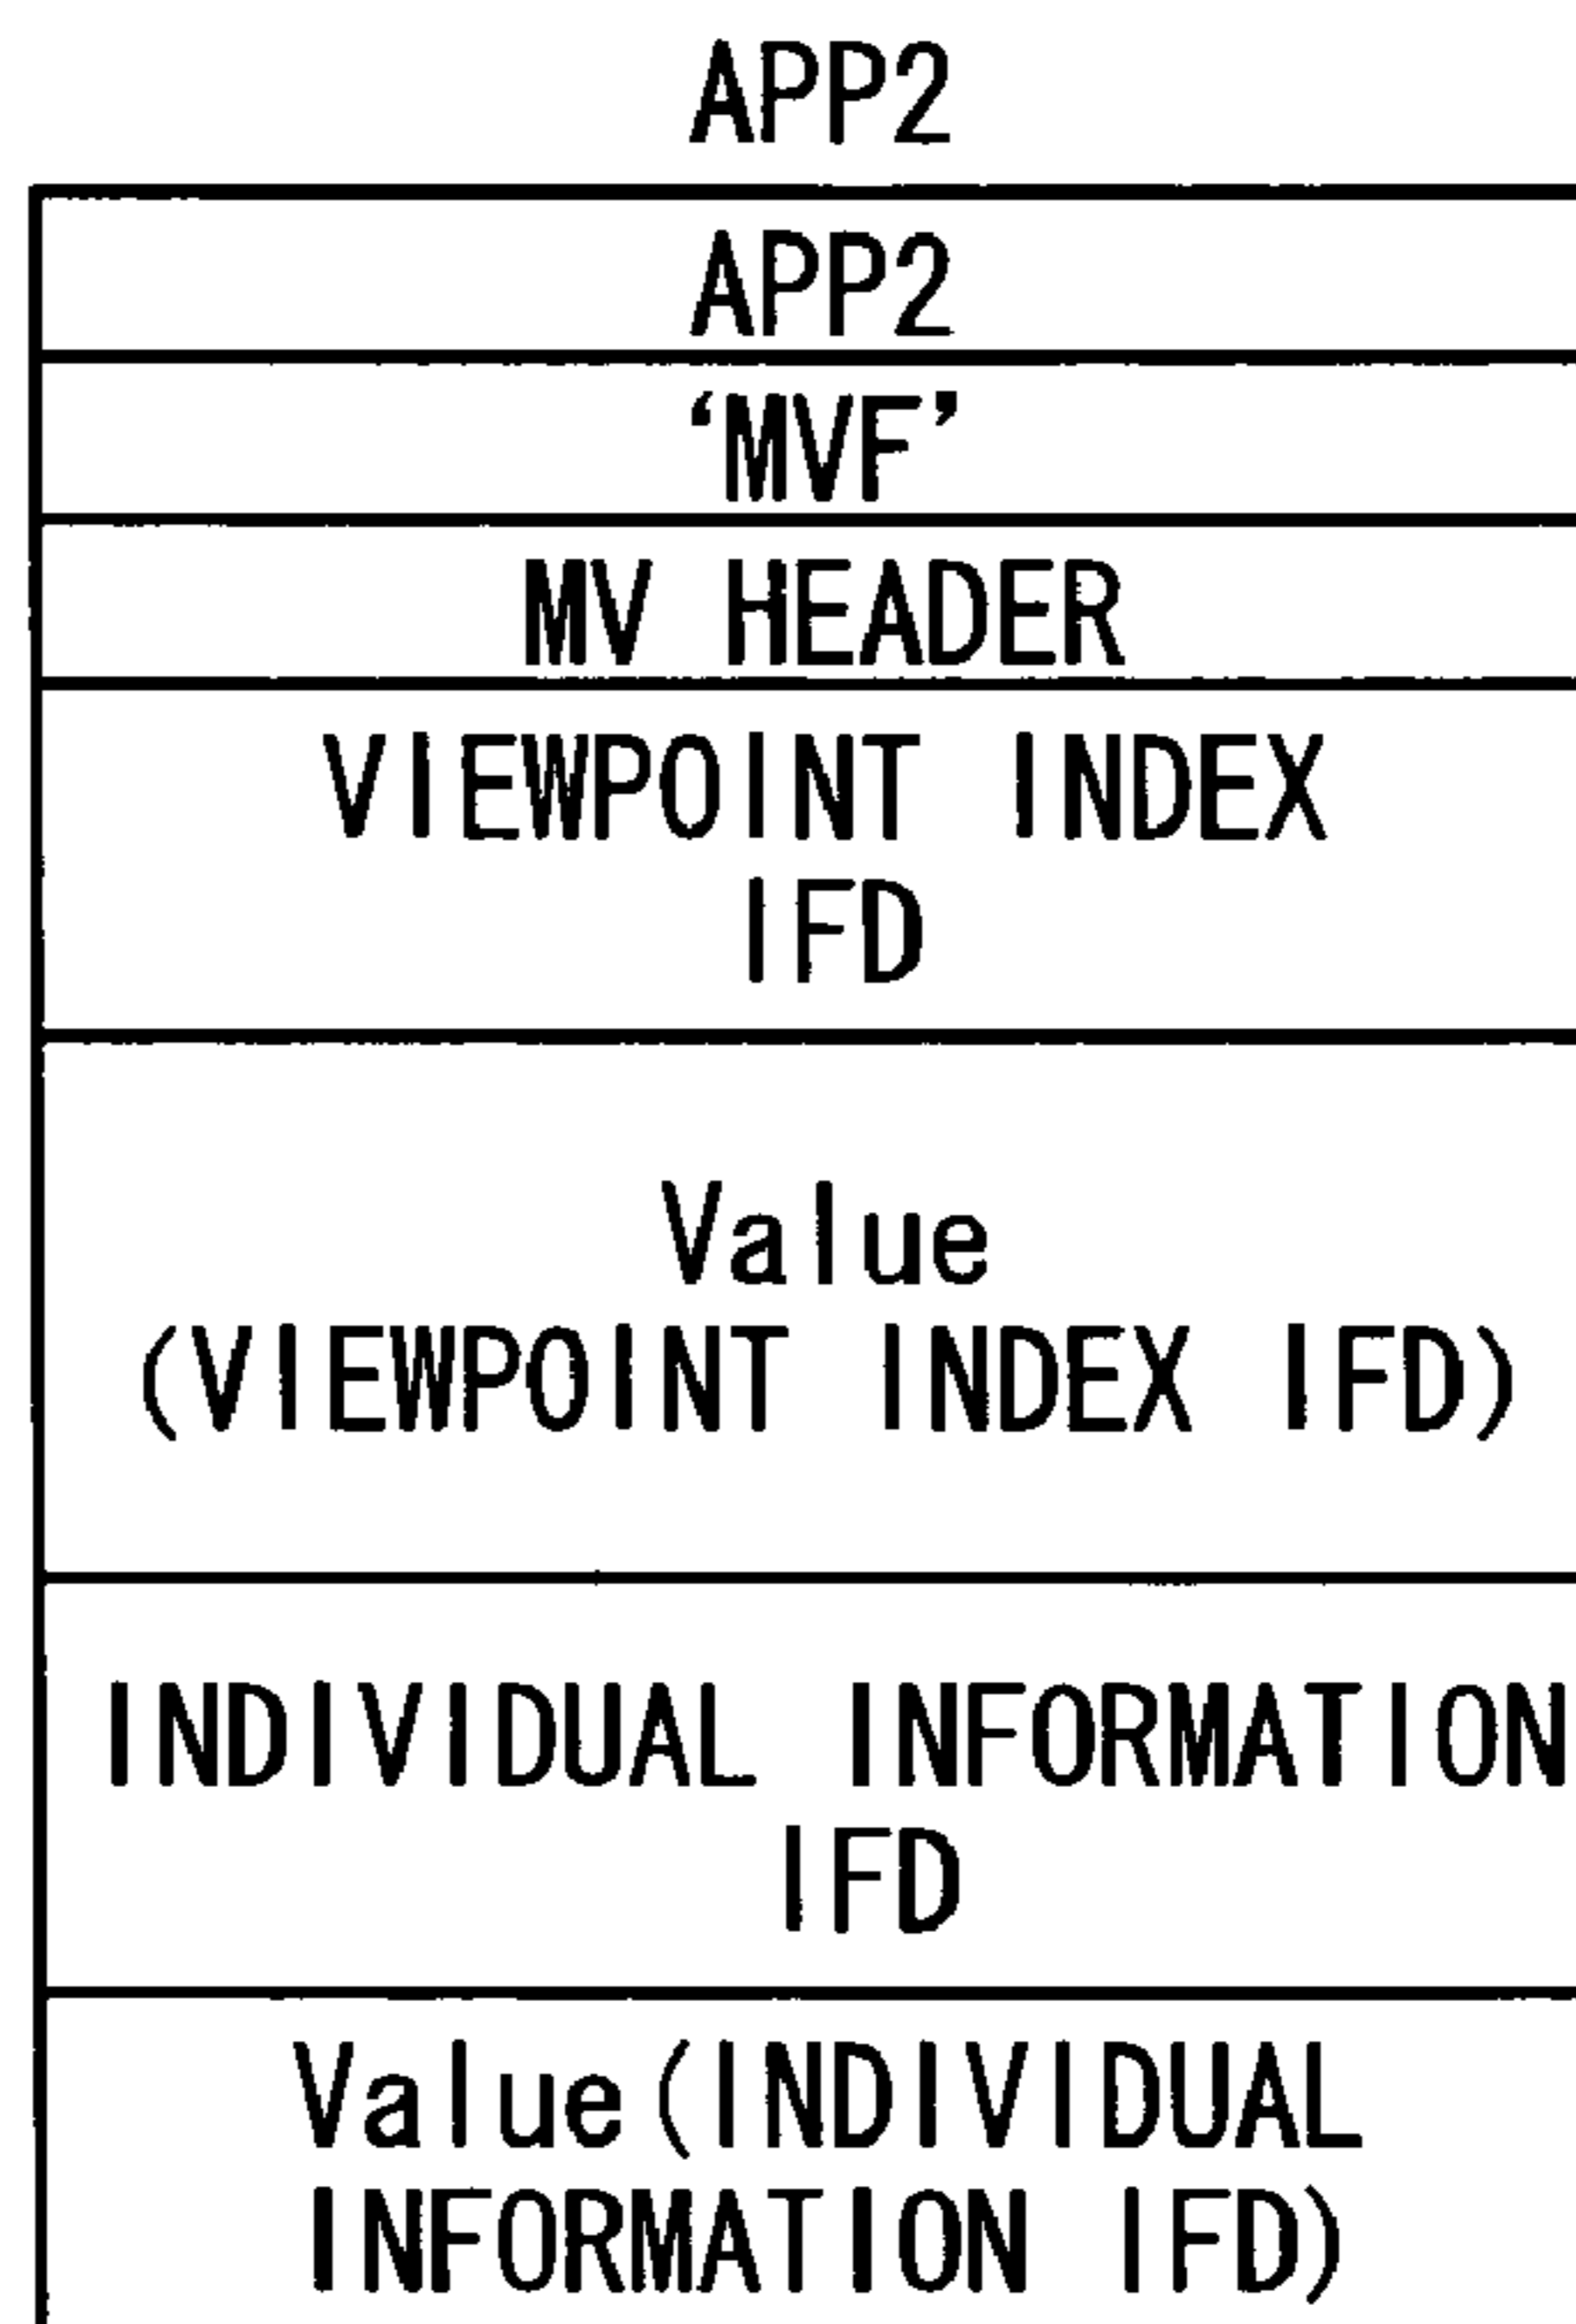 APP2
APP2
‘MVF’
MV HEADER
VIEWPOINT INDEX
IFD
Value
(VIEWPOINT INDEX IFD)
INDIVIDUAL INFORMATION
IFD
Value(INDIVIDUAL
INFORMATION IFD)